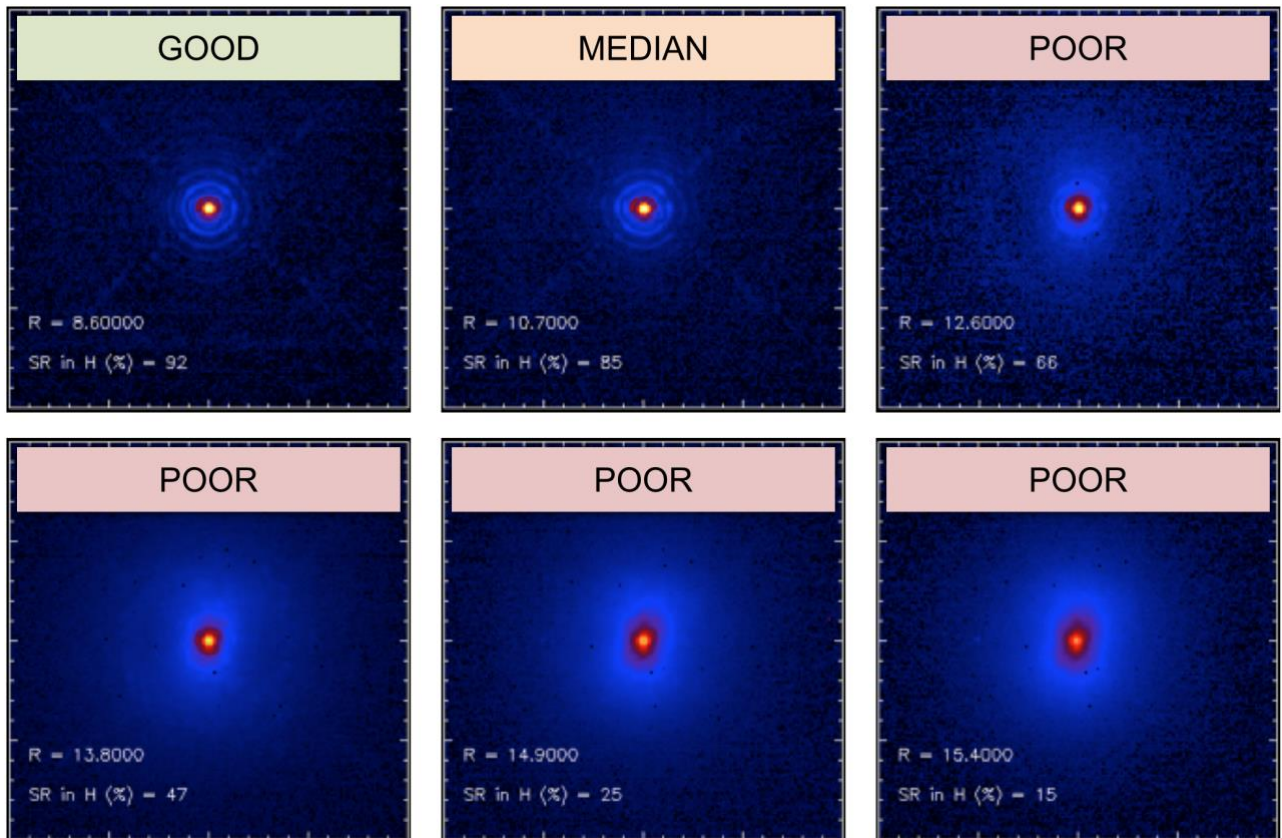 GOOD
R = 8.60000
SR in H (%) = 92
MEDIAN
R = 10.7000
SR in H (%) = 85
POOR
R = 12.6000
SR in H (%) = 66
POOR
R = 13.8000
SR in H (%) = 47
POOR
R = 14.9000
SR in H (%) = 25
POOR
R = 15.4000
SR in H (%) = 15